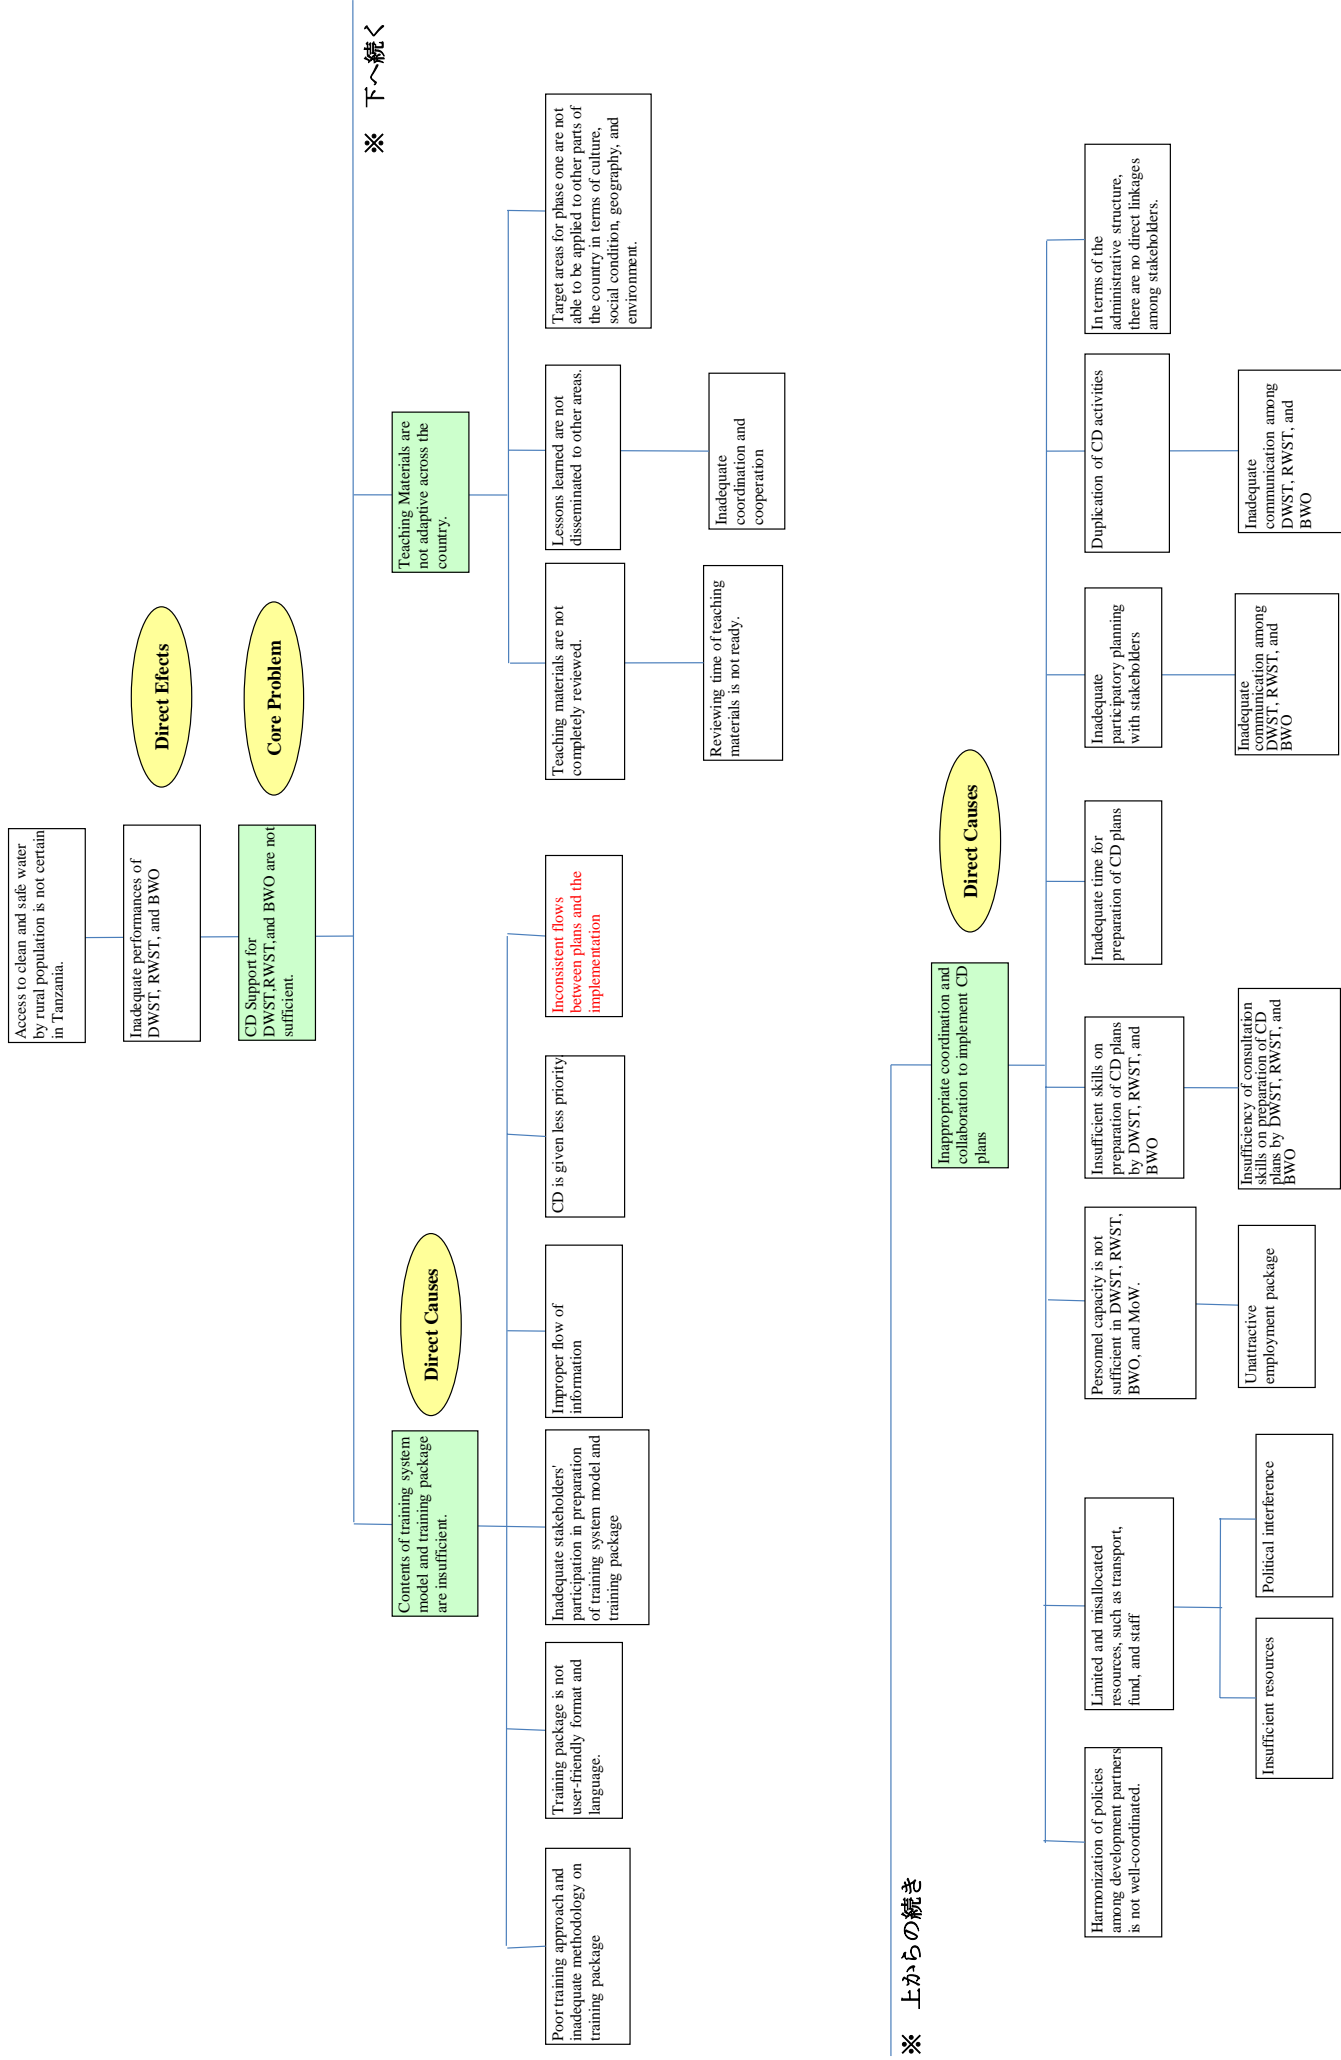 Access to clean and safe water
by rural population is not certain
in Tanzania.
Inadequate performances of
DWST, RWST, and BWO
Direct Efects
CD Support for
DWST,RWST,and BWO are not
sufficient.
Core Problem
※ 下へ続く
Contents of training system
model and training package
are insufficient.
Direct Causes
Teaching Materials are
not adaptive across the
country.
Poor training approach and
inadequate methodology on
training package
Training package is not
user-friendly format and
language.
Inadequate stakeholders'
participation in preparation
of training system model and
training package
Improper flow of
information
CD is given less priority.
Inconsistent flows
between plans and the
implementation
Teaching materials are not
completely reviewed.
Lessons learned are not
disseminated to other areas.
Target areas for phase one are not
able to be applied to other parts of
the country in terms of culture,
social condition, geography, and
environment.
Reviewing time of teaching
materials is not ready.
Inadequate
coordination and
cooperation
※ 上からの続き
Inappropriate coordination and
collaboration to implement CD
plans
Direct Causes
Harmonization of policies
among development partners
is not well-coordinated.
Limited and misallocated
resources, such as transport,
fund, and staff
Personnel capacity is not
sufficient in DWST, RWST,
BWO, and MoW.
Insufficient skills on
preparation of CD plans
by DWST, RWST, and
BWO
Inadequate time for
preparation of CD plans
Inadequate
participatory planning
with stakeholders
Duplication of CD activities
In terms of the
administrative structure,
there are no direct linkages
among stakeholders.
Insufficient resources
Political interference
Unattractive
employment package
Insufficiency of consultation
skills on preparation of CD
plans by DWST, RWST, and
BWO
Inadequate
communication among
DWST, RWST, and
BWO
Inadequate
communication among
DWST, RWST, and
BWO